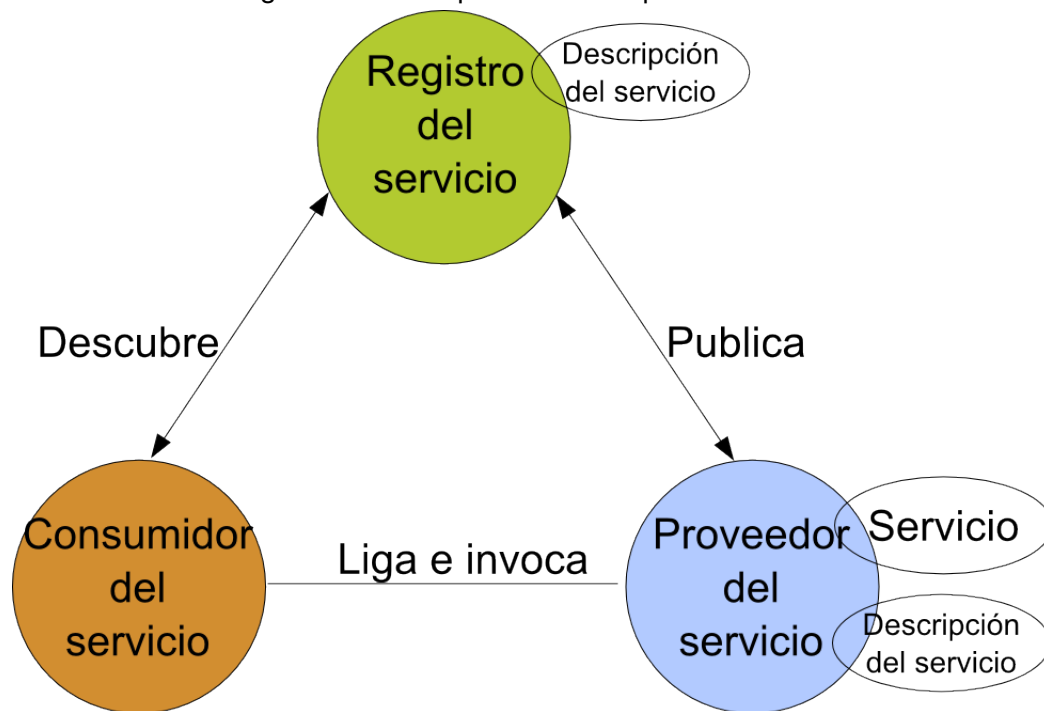 Registro
del
servicio
Descripción
del servicio
Descubre
Publica
Consumidor
del
servicio
Liga e invoca
Proveedor
del
servicio
Servicio
Descripción
del servicio